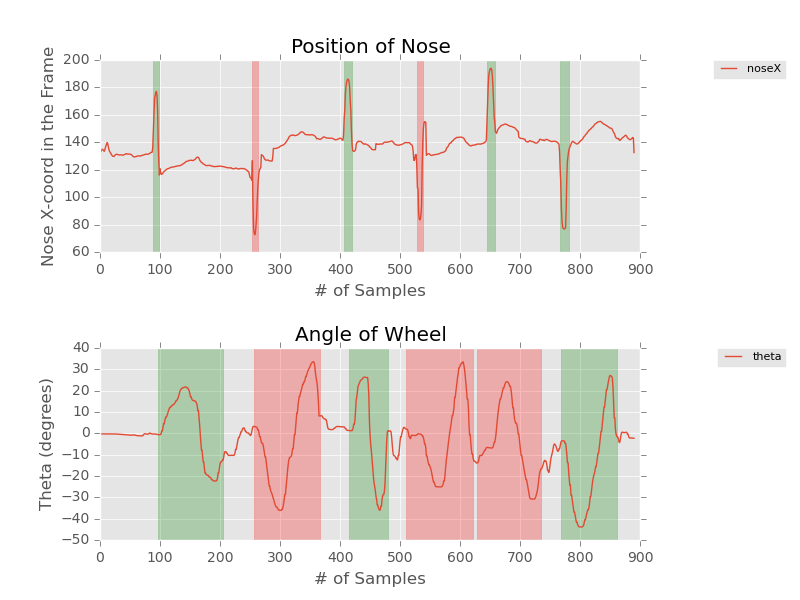 Position of Nose
Nose X-coord in the Frame
200
180
160
140
120
100
80
60
0 100 200 300 400 500 600 700 800 900
# of Samples
noseX
Angle of Wheel
Theta (degrees)
40
30
20
10
0
−10
−20
−30
−40
−50
0 100 200 300 400 500 600 700 800 900
# of Samples
theta